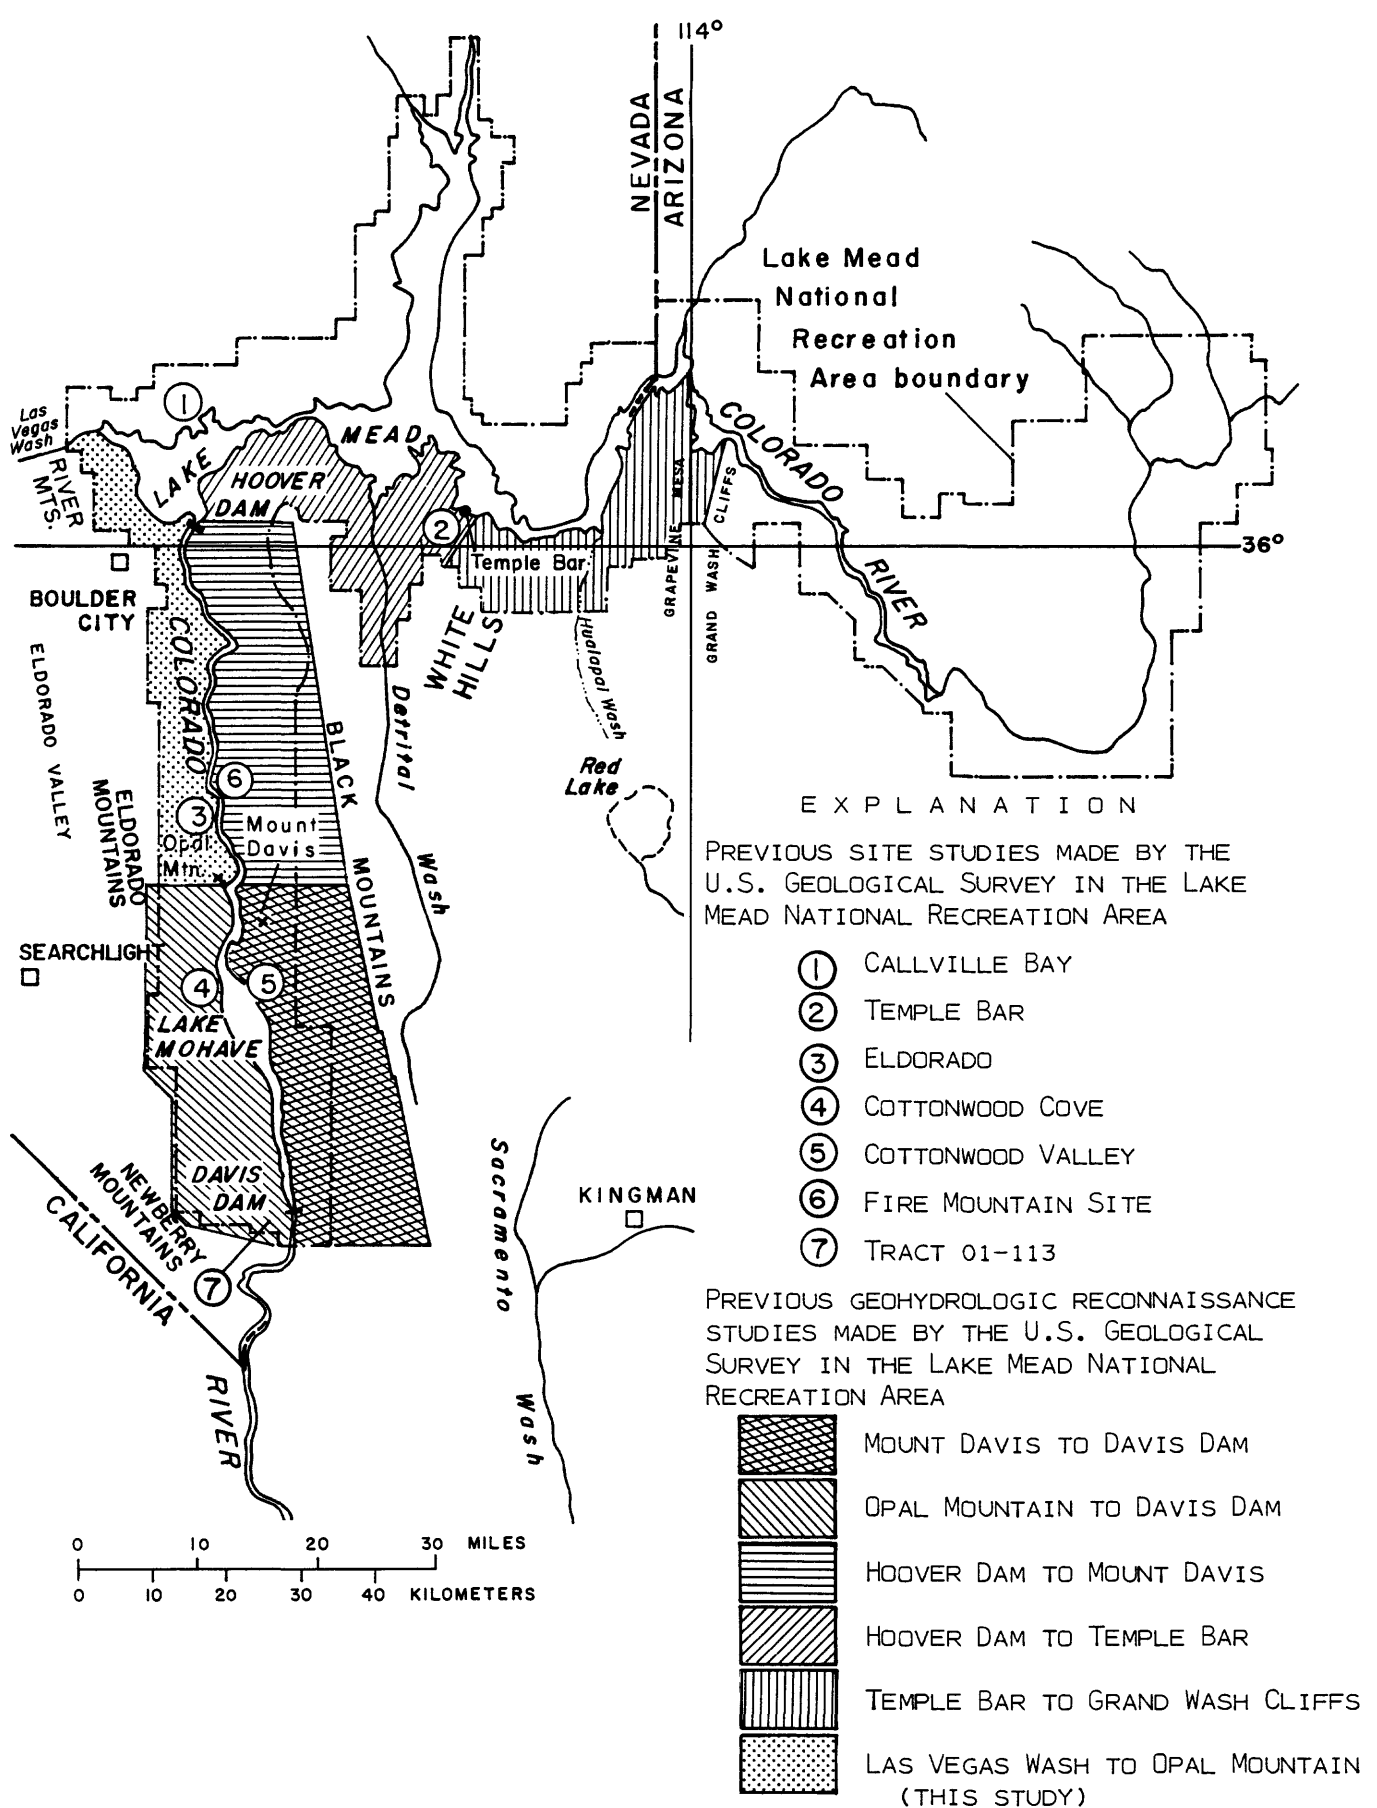 114°
NEVADA
ARIZONA
Lake Mead
National
Recreation
Area boundary
Las
Vegas
Wash
RIVER
MTS.
1
LAKE
MEAD
HOOVER
DAM
2
Temple Bar
COLORADO
RIVER
GRAPEVINE MESA
GRAND WASH CLIFFS
36°
BOULDER
CITY
COLORADO
ELDORADO VALLEY
WHITE
HILLS
Hualapai Wash
Detrital
Wash
Red
Lake
BLACK
MOUNTAINS
6
3
Mount
Davis
Opal
Mtn.
ELDORADO
MOUNTAINS
SEARCHLIGHT
4
5
LAKE
MOHAVE
DAVIS
DAM
NEWBERRY
MOUNTAINS
CALIFORNIA
7
RIVER
Sacramento
Wash
KINGMAN
0 10 20 30 MILES
0 10 20 30 40 KILOMETERS
EXPLANATION
PREVIOUS SITE STUDIES MADE BY THE
U.S. GEOLOGICAL SURVEY IN THE LAKE
MEAD NATIONAL RECREATION AREA
1 CALLVILLE BAY
2 TEMPLE BAR
3 ELDORADO
4 COTTONWOOD COVE
5 COTTONWOOD VALLEY
6 FIRE MOUNTAIN SITE
7 TRACT 01-113
PREVIOUS GEOHYDROLOGIC RECONNAISSANCE
STUDIES MADE BY THE U.S. GEOLOGICAL
SURVEY IN THE LAKE MEAD NATIONAL
RECREATION AREA
MOUNT DAVIS TO DAVIS DAM
OPAL MOUNTAIN TO DAVIS DAM
HOOVER DAM TO MOUNT DAVIS
HOOVER DAM TO TEMPLE BAR
TEMPLE BAR TO GRAND WASH CLIFFS
LAS VEGAS WASH TO OPAL MOUNTAIN
(THIS STUDY)